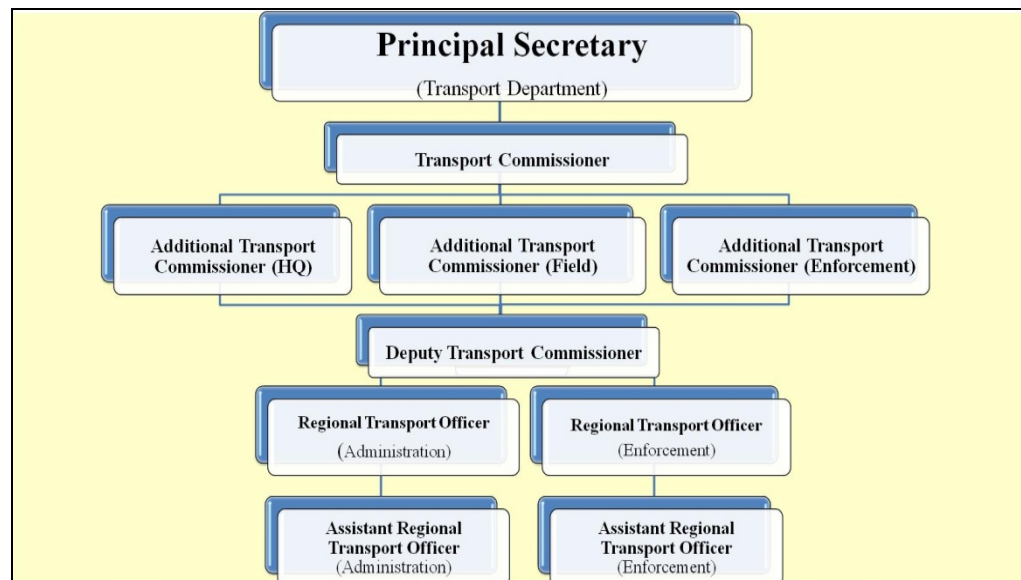 Principal Secretary
(Transport Department)
Transport Commissioner
Additional Transport
Commissioner (HQ)
Additional Transport
Commissioner (Field)
Additional Transport
Commissioner (Enforcement)
Deputy Transport Commissioner
Regional Transport Officer
(Administration)
Regional Transport Officer
(Enforcement)
Assistant Regional
Transport Officer
(Administration)
Assistant Regional
Transport Officer
(Enforcement)